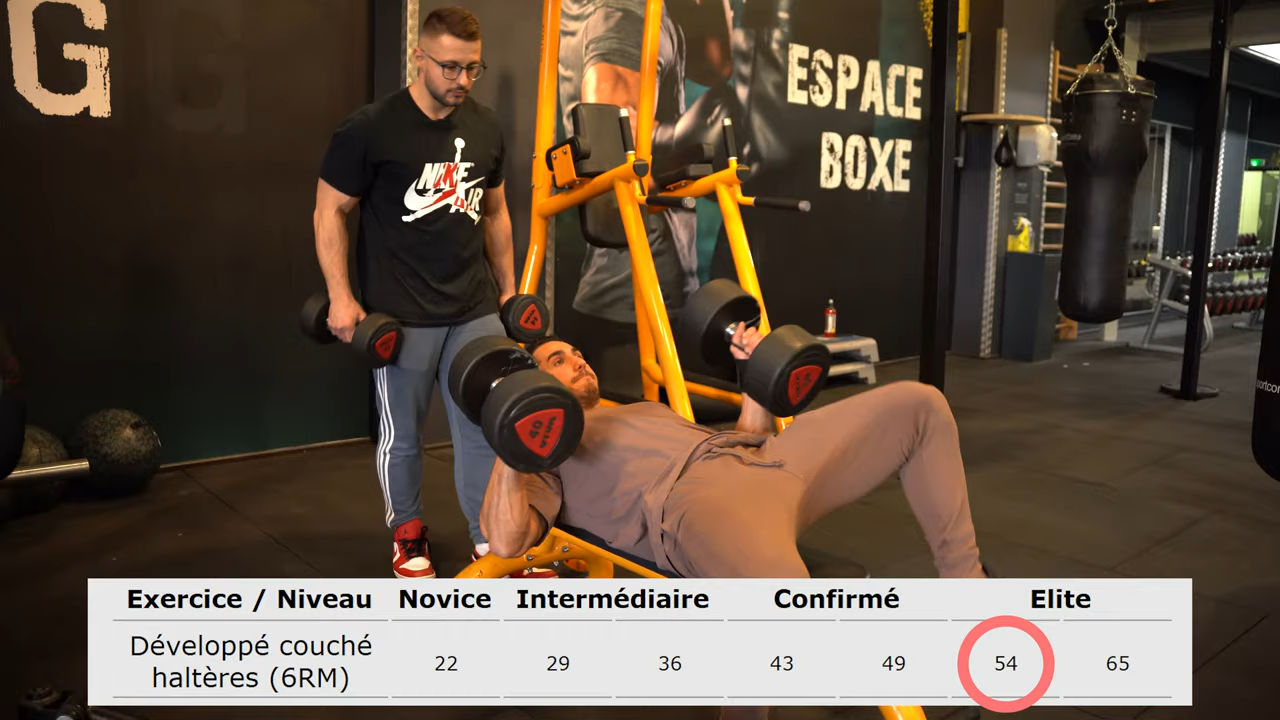 G
ESPACE
BOXE
NIKE
AIR
40
Exercice / Niveau Novice Intermédiaire Confirmé Elite
Développé couché
haltères (6RM) 22 29 36 43 49 54 65